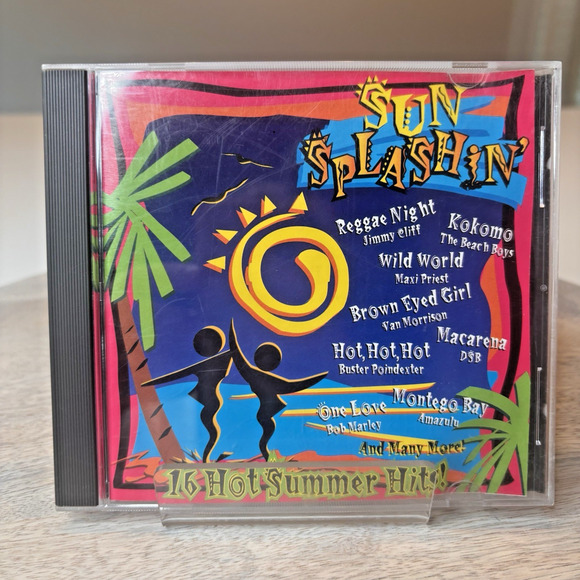 SUN
SPLASHiN'
Reggae Night
Jimmy Cliff
Kokomo
The Beach Boys
Wild World
Maxi Priest
Brown Eyed Girl
Van Morrison
Macarena
D$B
Hot, Hot, Hot
Buster Poindexter
Montego Bay
Amazulu
One Love
Bob Marley
And Many More!
16 Hot Summer Hits!